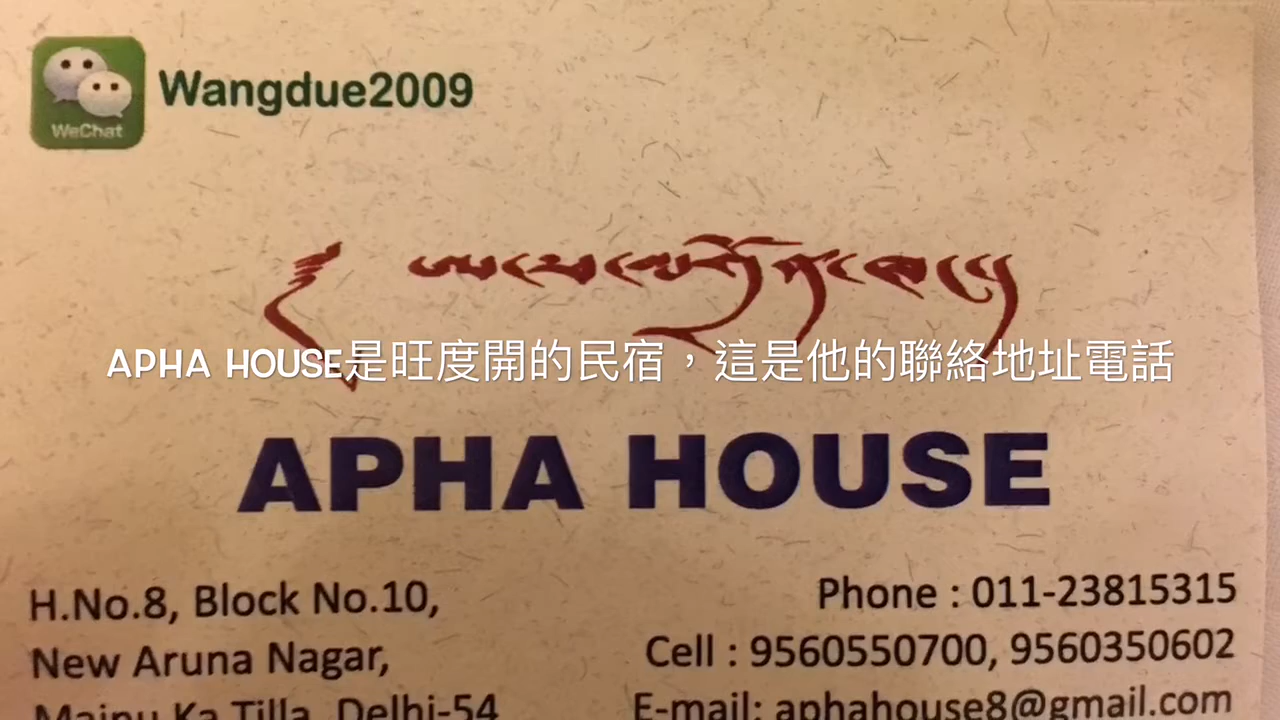 WeChat
Wangdue2009
APHA HOUSE是旺度開的民宿，這是他的聯絡地址電話
APHA HOUSE
H.No.8, Block No.10,
New Aruna Nagar,
Majnu Ka Tilla, Delhi-54
Phone : 011-23815315
Cell : 9560550700, 9560350602
E-mail: aphahouse8@gmail.com